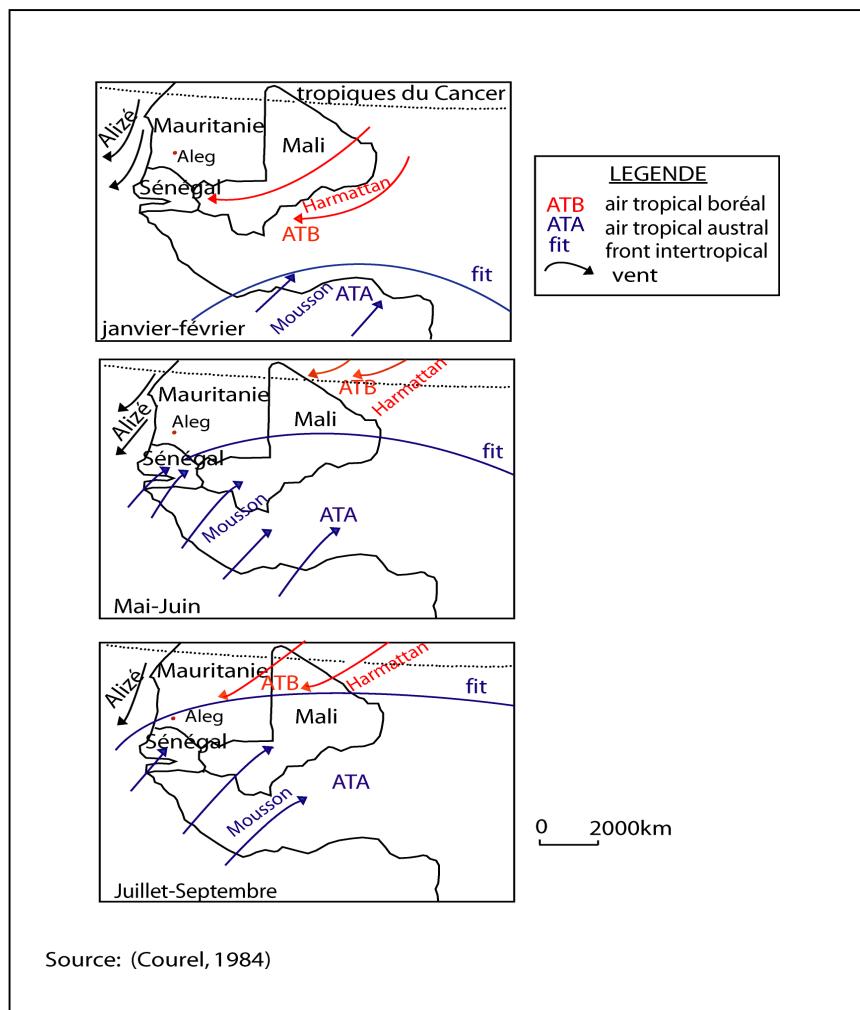 tropiques du Cancer
Alizé
Mauritanie
Mali
Aleg
Sénégal
Harmattan
ATB
fit
ATA
Mousson
janvier-février
LEGENDE
ATB air tropical boréal
ATA air tropical austral
fit front intertropical
vent
ATB
Mauritanie
Harmattan
Alizé
Aleg
Mali
fit
Sénégal
Mousson
ATA
Mai-Juin
Alizé
Mauritanie
ATB
Harmattan
fit
Aleg
Mali
Sénégal
ATA
Mousson
Juillet-Septembre
0 2000km
Source: (Courel, 1984)